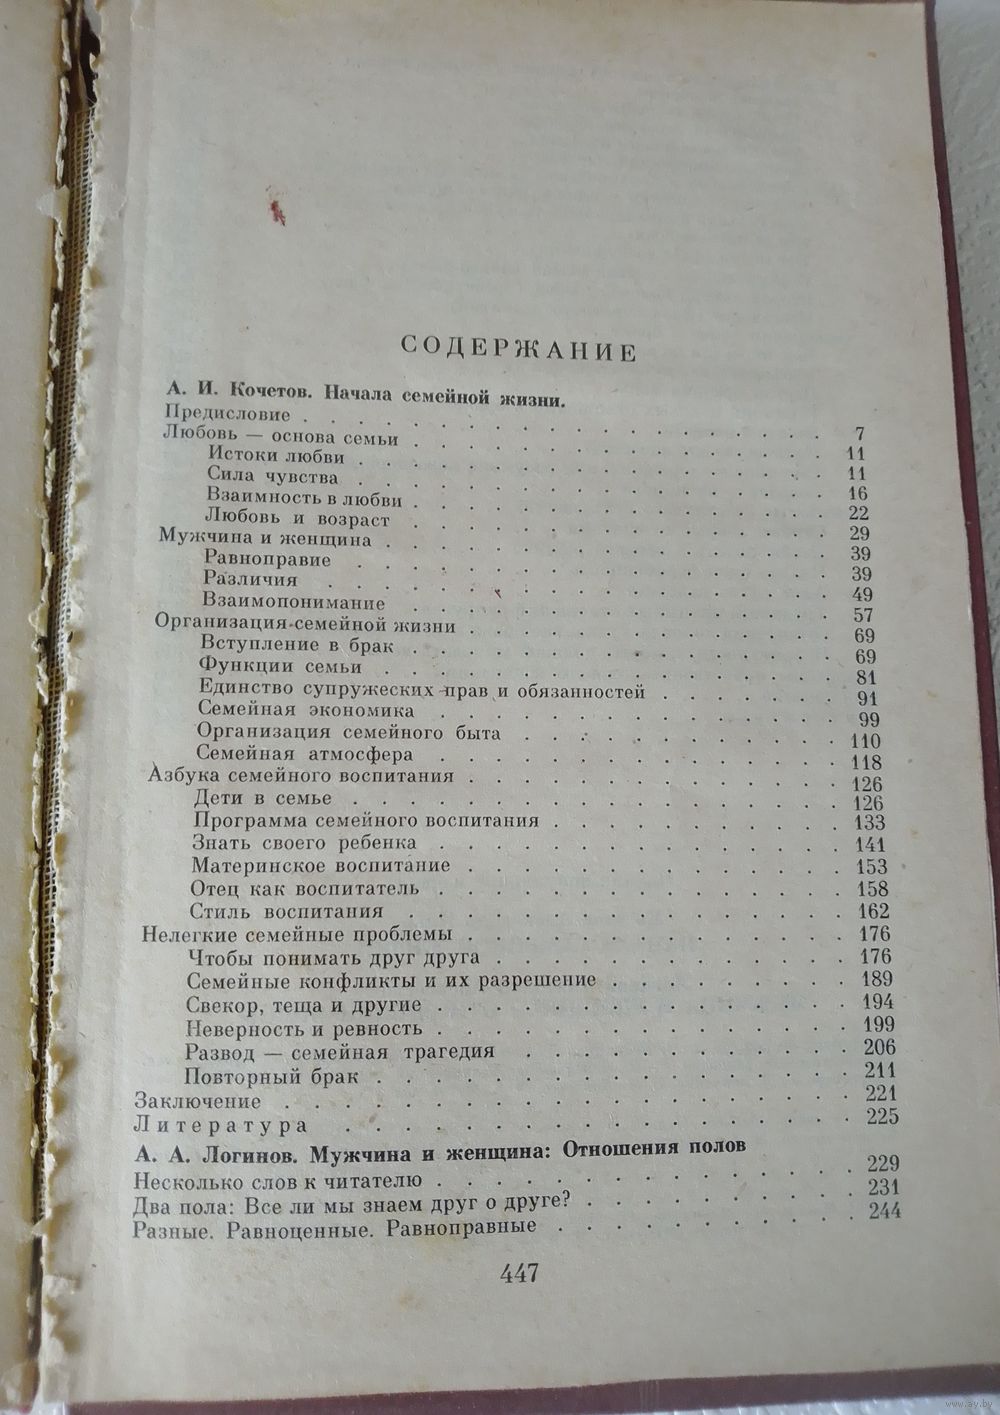 СОДЕРЖАНИЕ
А. И. Кочетов. Начала семейной жизни.
Предисловие . . . . . . . . . . . . . . . . 7
Любовь — основа семьи . . . . . . . . . . . . . . 11
Истоки любви . . . . . . . . . . . . . . . 11
Сила чувства . . . . . . . . . . . . . . . 16
Взаимность в любви . . . . . . . . . . . . . . 22
Любовь и возраст . . . . . . . . . . . . . . 29
Мужчина и женщина . . . . . . . . . . . . . . 39
Равноправие . . . . . . . . . . . . . . . 39
Различия . . . . . . . . . . . . . . . 49
Взаимопонимание . . . . . . . . . . . . . . 57
Организация семейной жизни . . . . . . . . . . . . 69
Вступление в брак . . . . . . . . . . . . . . 69
Функции семьи . . . . . . . . . . . . . . . 81
Единство супружеских прав и обязанностей . . . . . . 91
Семейная экономика . . . . . . . . . . . . . . 99
Организация семейного быта . . . . . . . . . . . 110
Семейная атмосфера . . . . . . . . . . . . . . 118
Азбука семейного воспитания . . . . . . . . . . . . . 126
Дети в семье . . . . . . . . . . . . . . . . 126
Программа семейного воспитания . . . . . . . . . . 133
Знать своего ребенка . . . . . . . . . . . . . . 141
Материнское воспитание . . . . . . . . . . . . . 153
Отец как воспитатель . . . . . . . . . . . . . . 158
Стиль воспитания . . . . . . . . . . . . . . . 162
Нелегкие семейные проблемы . . . . . . . . . . . . . 176
Чтобы понимать друг друга . . . . . . . . . . . . 176
Семейные конфликты и их разрешение . . . . . . . . 189
Свекор, теща и другие . . . . . . . . . . . . . . 194
Неверность и ревность . . . . . . . . . . . . . . 199
Развод — семейная трагедия . . . . . . . . . . . 206
Повторный брак . . . . . . . . . . . . . . . . 211
Заключение . . . . . . . . . . . . . . . . . . . 221
Литература . . . . . . . . . . . . . . . . . . 225
А. А. Логинов. Мужчина и женщина: Отношения полов
Несколько слов к читателю . . . . . . . . . . . . . . 229
Два пола: Все ли мы знаем друг о друге? . . . . . . . . . 231
Разные. Равноценные. Равноправные . . . . . . . . . . 244
447
www.ay.by